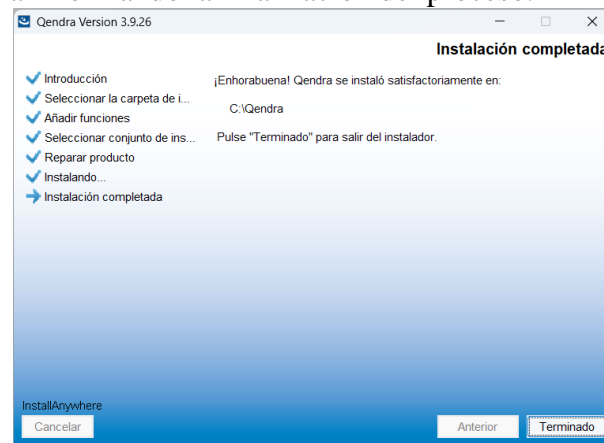 Qendra Version 3.9.26
Instalación completada
Introducción
Seleccionar la carpeta de i...
Añadir funciones
Seleccionar conjunto de ins...
Reparar producto
Instalando...
Instalación completada
¡Enhorabuena! Qendra se instaló satisfactoriamente en:
C:\Qendra
Pulse "Terminado" para salir del instalador.
InstallAnywhere
Cancelar
Anterior
Terminado